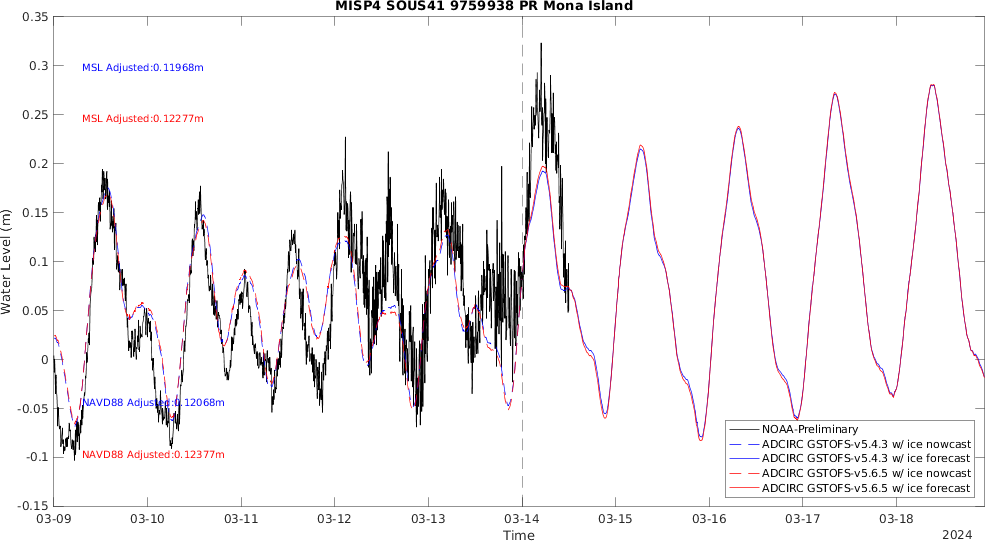 MISP4 SOUS41 9759938 PR Mona Island
0.35
0.3
0.25
0.2
0.15
0.1
0.05
0
-0.05
-0.1
-0.15
Water Level (m)
MSL Adjusted:0.11968m
MSL Adjusted:0.12277m
NAVD88 Adjusted:0.12068m
NAVD88 Adjusted:0.12377m
NOAA-Preliminary
ADCIRC GSTOFS-v5.4.3 w/ ice nowcast
ADCIRC GSTOFS-v5.4.3 w/ ice forecast
ADCIRC GSTOFS-v5.6.5 w/ ice nowcast
ADCIRC GSTOFS-v5.6.5 w/ ice forecast
03-09 03-10 03-11 03-12 03-13 03-14 03-15 03-16 03-17 03-18
Time
2024